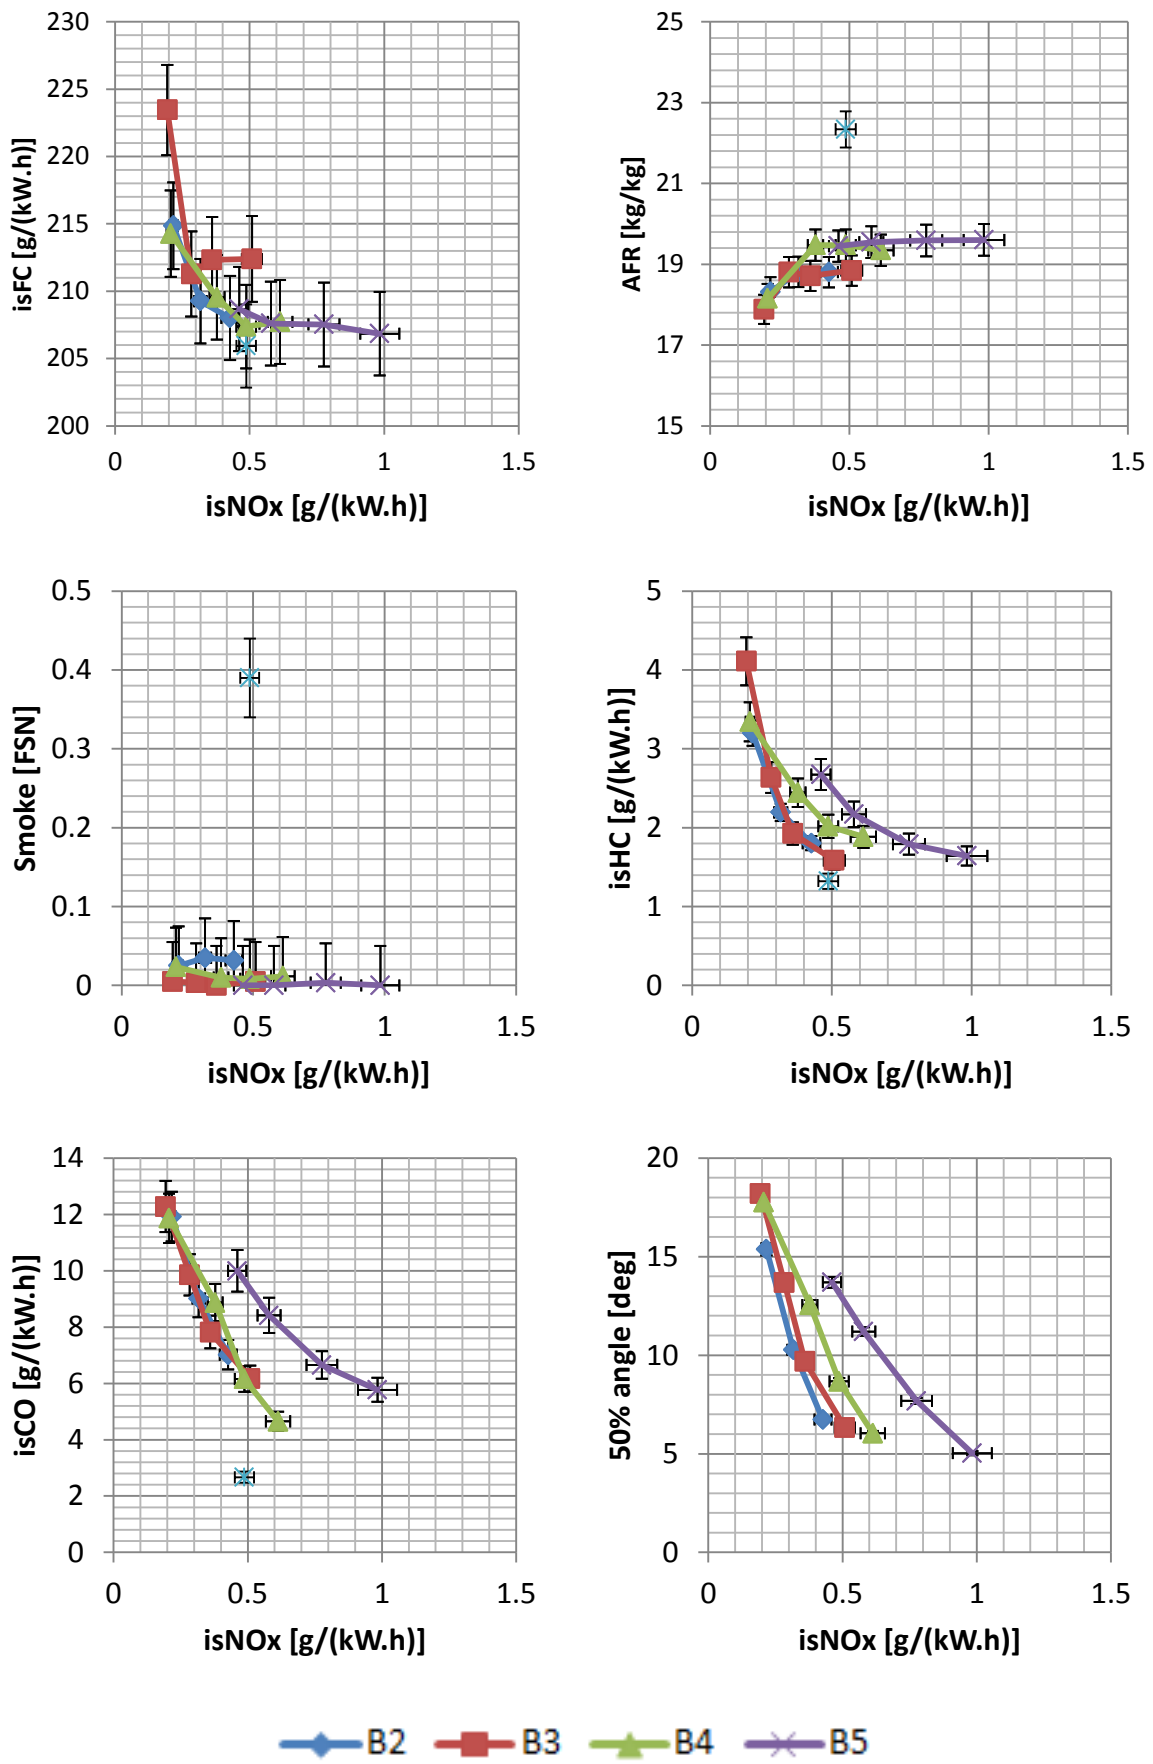 230
225
220
215
210
205
200
isFC [g/(kW.h)]
0 0.5 1 1.5
isNOx [g/(kW.h)]
25
23
21
19
17
15
AFR [kg/kg]
0 0.5 1 1.5
isNOx [g/(kW.h)]
0.5
0.4
0.3
0.2
0.1
0
Smoke [FSN]
0 0.5 1 1.5
isNOx [g/(kW.h)]
5
4
3
2
1
0
isHC [g/(kW.h)]
0 0.5 1 1.5
isNOx [g/(kW.h)]
14
12
10
8
6
4
2
0
isCO [g/(kW.h)]
0 0.5 1 1.5
isNOx [g/(kW.h)]
20
15
10
5
0
50% angle [deg]
0 0.5 1 1.5
isNOx [g/(kW.h)]
B2 B3 B4 B5